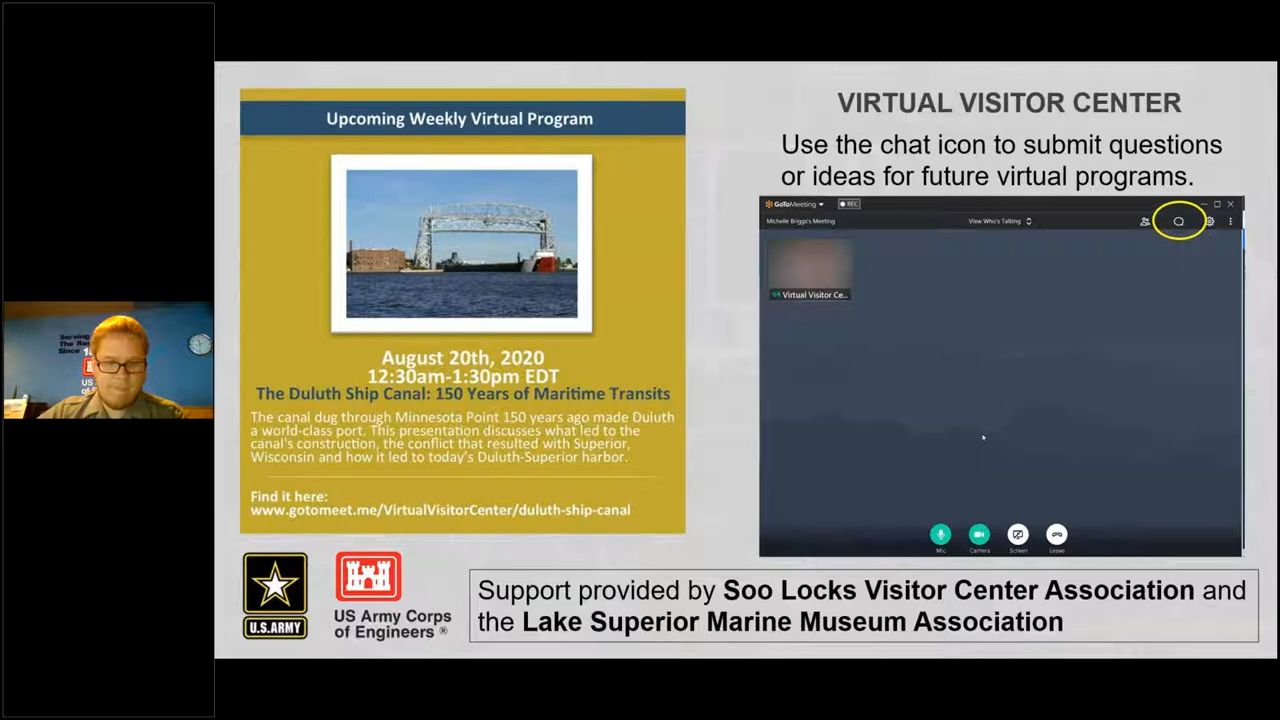 Serving
The
Since
US
Upcoming Weekly Virtual Program
August 20th, 2020
12:30am-1:30pm EDT
The Duluth Ship Canal: 150 Years of Maritime Transits
The canal dug through Minnesota Point 150 years ago made Duluth
a world-class port. This presentation discusses what led to the
canal's construction, the conflict that resulted with Superior,
Wisconsin and how it led to today's Duluth-Superior harbor.
Find it here:
www.gotomeet.me/VirtualVisitorCenter/duluth-ship-canal
VIRTUAL VISITOR CENTER
Use the chat icon to submit questions
or ideas for future virtual programs.
GoToMeeting
REC
Michelle Briggs's Meeting
View Who's Talking
Virtual Visitor Ce...
Mic
Camera
Screen
Leave
U.S.ARMY
US Army Corps
of Engineers ®
Support provided by Soo Locks Visitor Center Association and
the Lake Superior Marine Museum Association